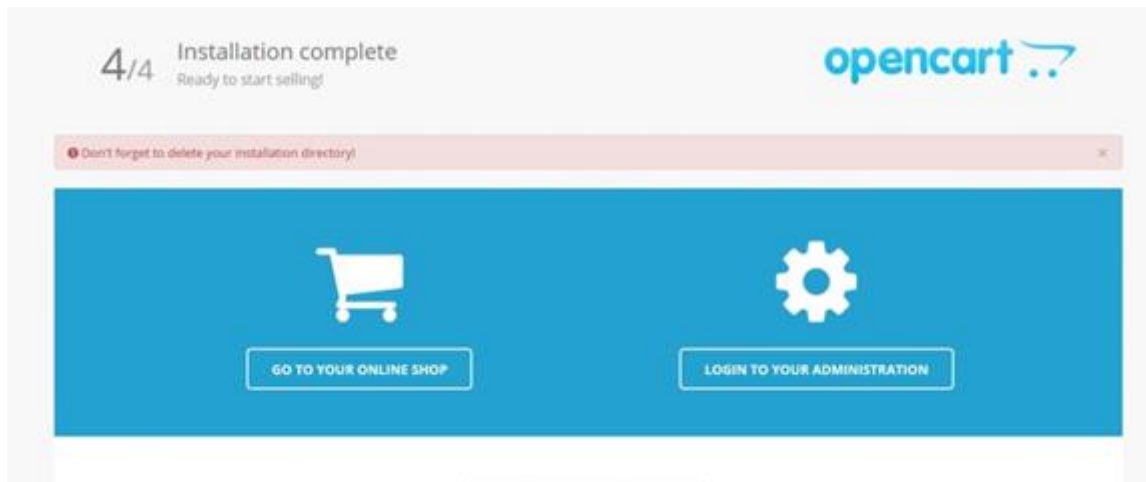 4/4
Installation complete
Ready to start selling!
opencart
Don't forget to delete your installation directory!
×
GO TO YOUR ONLINE SHOP
LOGIN TO YOUR ADMINISTRATION